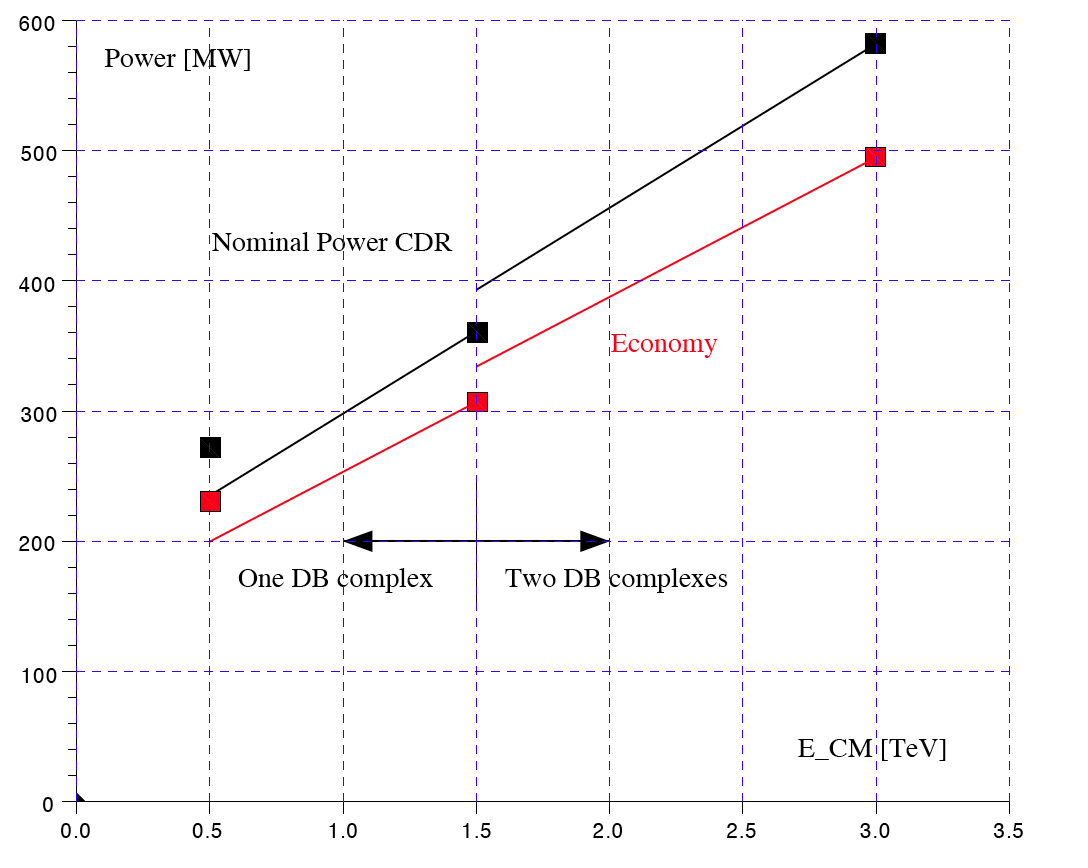 600
Power [MW]
500
Nominal Power CDR
400
Economy
300
200
One DB complex
Two DB complexes
100
E_CM [TeV]
0
0.0 0.5 1.0 1.5 2.0 2.5 3.0 3.5